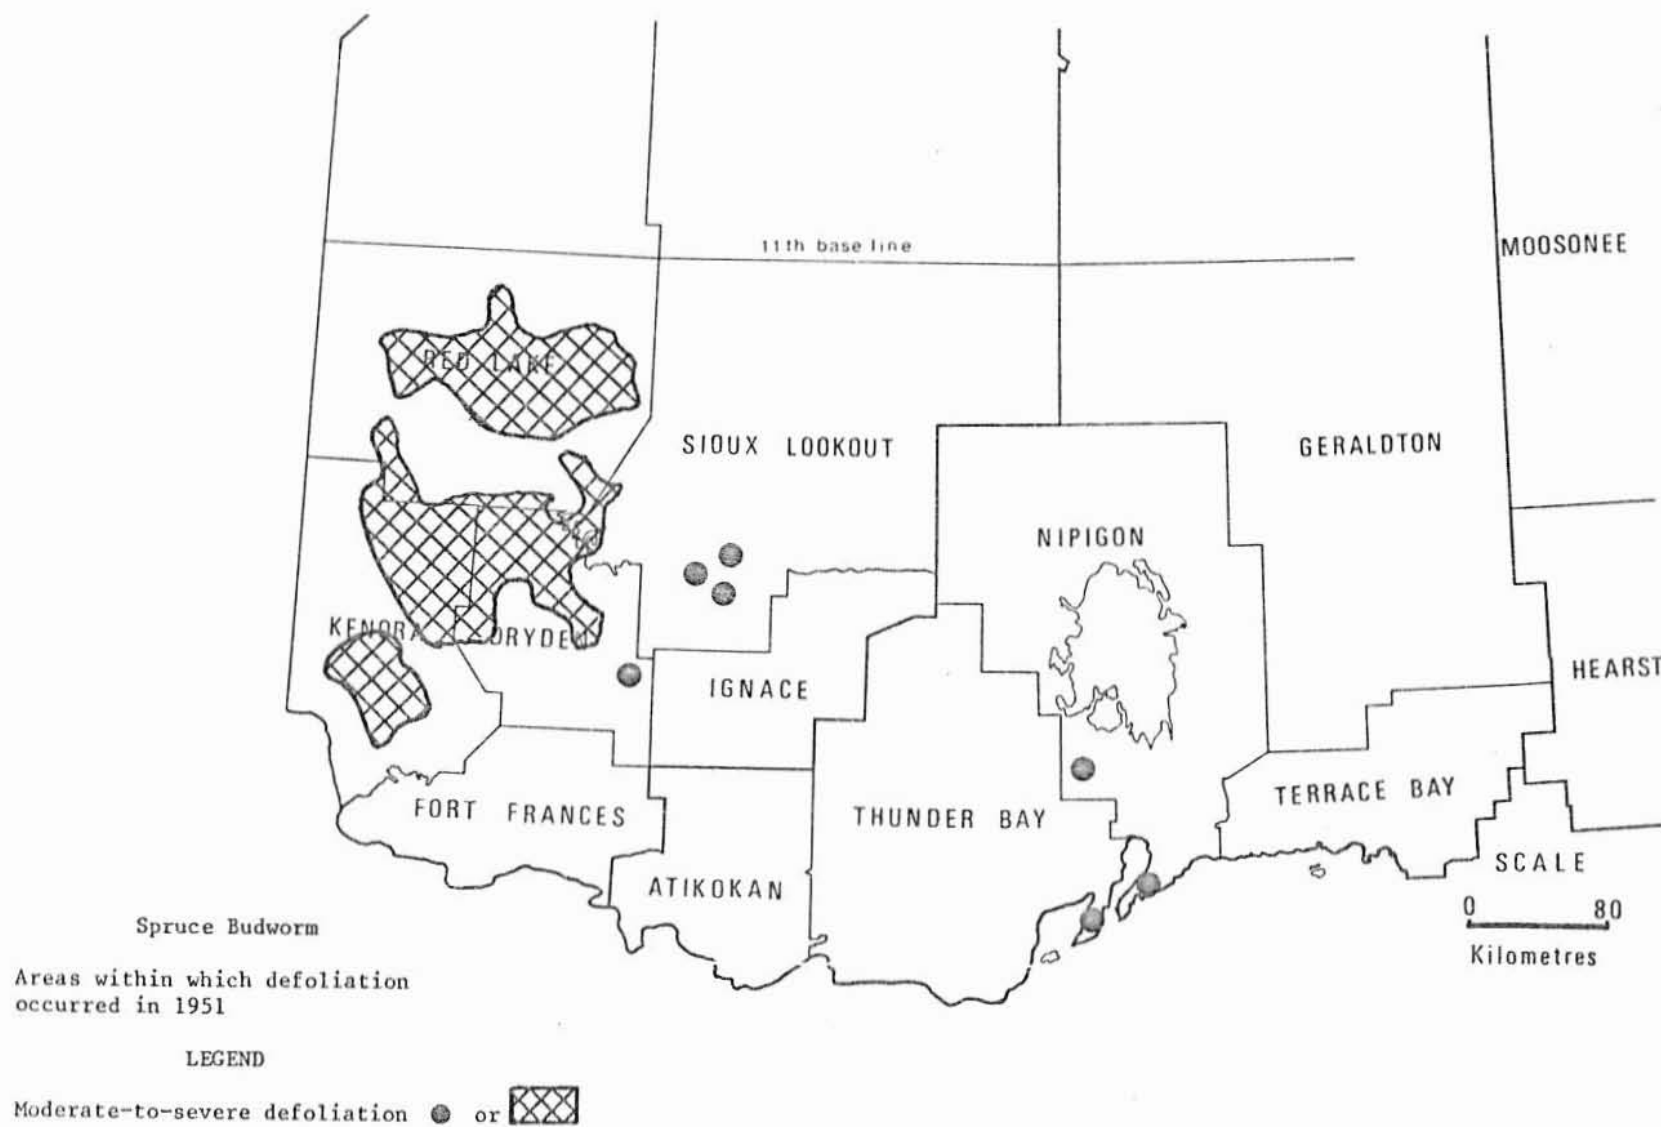 11th base line
MOOSONEE
RED LAKE
SIOUX LOOKOUT
GERALDTON
NIPIGON
KENORA
DRYDEN
IGNACE
HEARST
FORT FRANCES
THUNDER BAY
TERRACE BAY
ATIKOKAN
SCALE
0 80
Kilometres
Spruce Budworm
Areas within which defoliation
occurred in 1951
LEGEND
Moderate-to-severe defoliation or